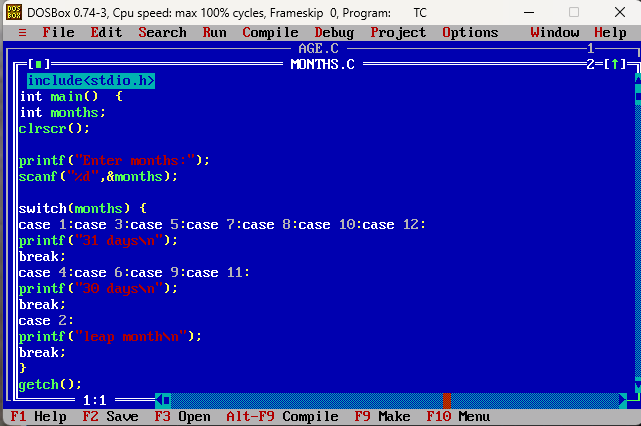 DOSBox 0.74-3, Cpu speed: max 100% cycles, Frameskip 0, Program: TC
≡ File Edit Search Run Compile Debug Project Options Window Help
AGE.C 1
[■] MONTHS.C 2=[↑]
include<stdio.h>
int main() {
int months;
clrscr();
printf("Enter months:");
scanf("%d",&months);
switch(months) {
case 1:case 3:case 5:case 7:case 8:case 10:case 12:
printf("31 days\n");
break;
case 4:case 6:case 9:case 11:
printf("30 days\n");
break;
case 2:
printf("leap month\n");
break;
}
getch();
1:1
F1 Help F2 Save F3 Open Alt-F9 Compile F9 Make F10 Menu